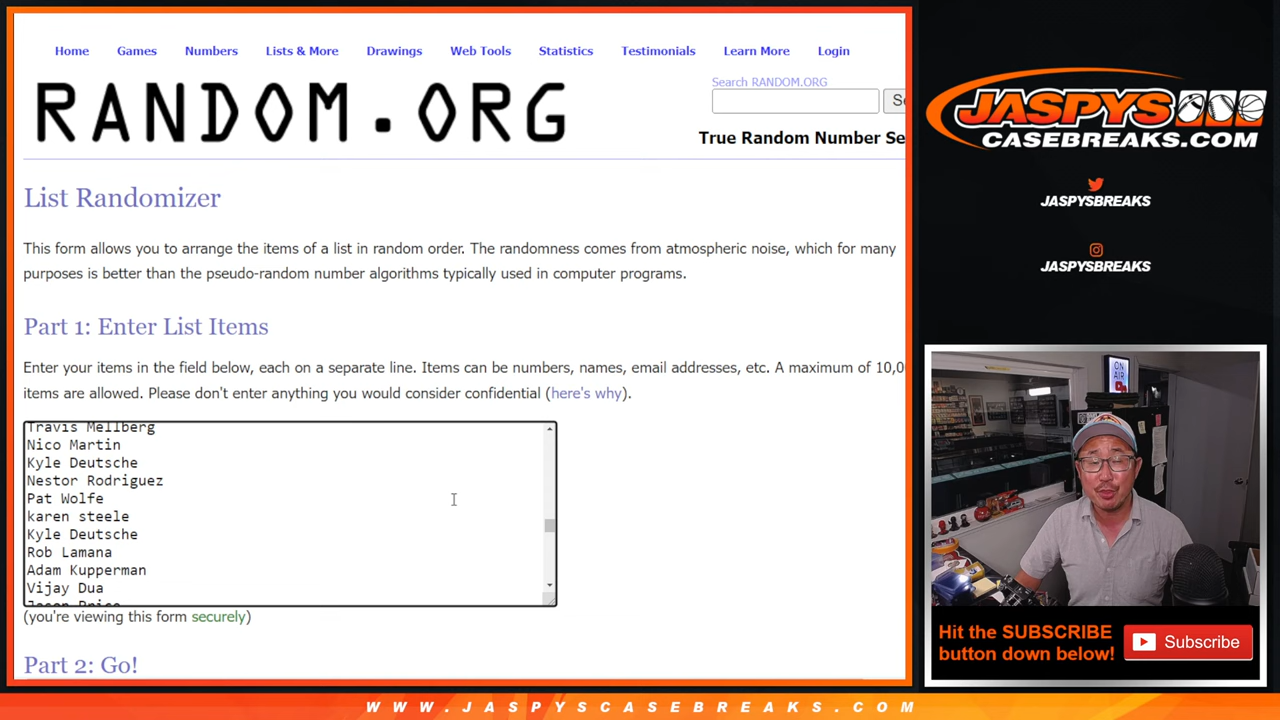 Home Games Numbers Lists & More Drawings Web Tools Statistics Testimonials Learn More Login
Search RANDOM.ORG
RANDOM.ORG
True Random Number Se
List Randomizer
This form allows you to arrange the items of a list in random order. The randomness comes from atmospheric noise, which for many
purposes is better than the pseudo-random number algorithms typically used in computer programs.
Part 1: Enter List Items
Enter your items in the field below, each on a separate line. Items can be numbers, names, email addresses, etc. A maximum of 10,0
items are allowed. Please don't enter anything you would consider confidential (here's why).
Travis Mellberg
Nico Martin
Kyle Deutsche
Nestor Rodriguez
Pat Wolfe
karen steele
Kyle Deutsche
Rob Lamana
Adam Kupperman
Vijay Dua
Jason Price
(you're viewing this form securely)
Part 2: Go!
JASPYS
CASEBREAKS.COM
JASPYSBREAKS
JASPYSBREAKS
ON
AIR
Hit the SUBSCRIBE
button down below!
Subscribe
WWW.JASPYSCASEBREAKS.COM